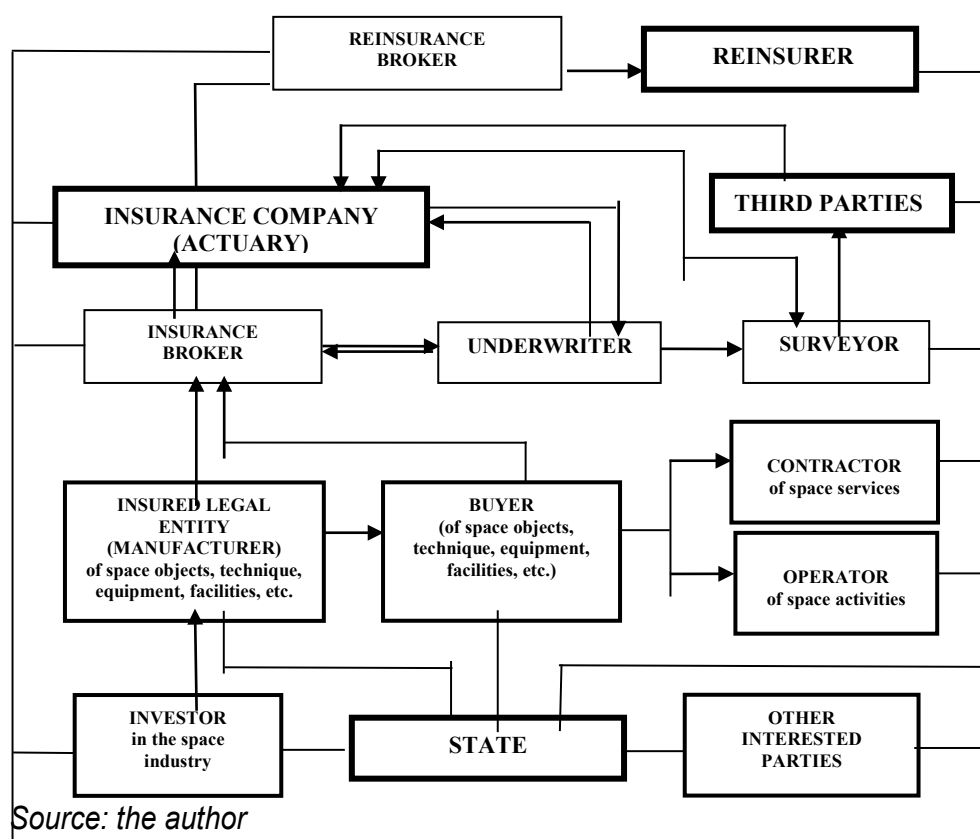 REINSURANCE
BROKER
REINSURER
INSURANCE COMPANY
(ACTUARY)
THIRD PARTIES
INSURANCE
BROKER
UNDERWRITER
SURVEYOR
INSURED LEGAL
ENTITY
(MANUFACTURER)
of space objects, technique,
equipment, facilities, etc.
BUYER
(of space objects,
technique, equipment,
facilities, etc.)
CONTRACTOR
of space services
OPERATOR
of space activities
INVESTOR
in the space
industry
STATE
OTHER
INTERESTED
PARTIES
Source: the author